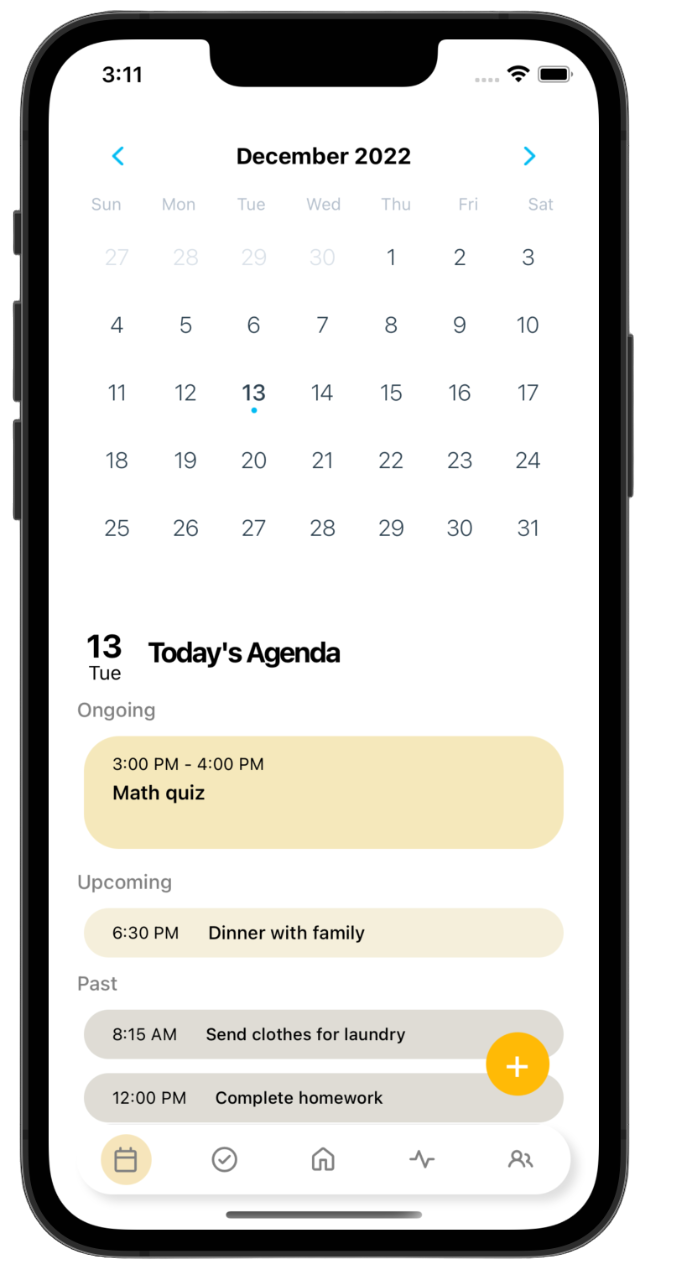 3:11
December 2022
Sun Mon Tue Wed Thu Fri Sat
27 28 29 30 1 2 3
4 5 6 7 8 9 10
11 12 13 14 15 16 17
18 19 20 21 22 23 24
25 26 27 28 29 30 31
13 Today's Agenda
Tue
Ongoing
3:00 PM - 4:00 PM
Math quiz
Upcoming
6:30 PM Dinner with family
Past
8:15 AM Send clothes for laundry
+
12:00 PM Complete homework